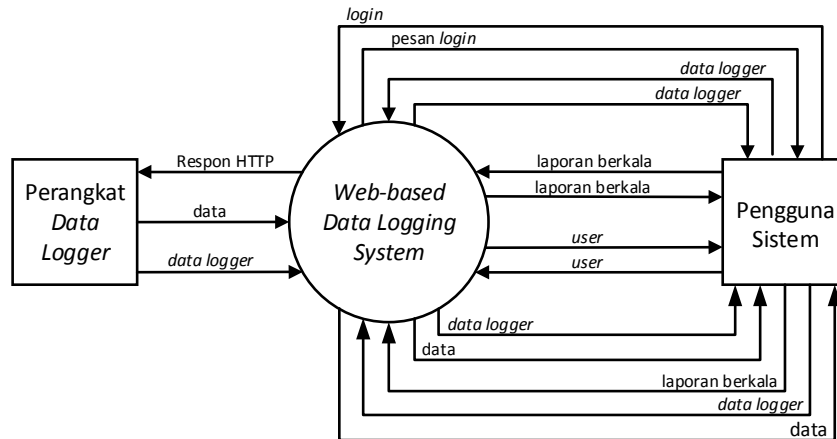 login
pesan login
data logger
data logger
Respon HTTP
laporan berkala
laporan berkala
Perangkat
Data
Logger
data
Web-based
Data Logging
System
Pengguna
Sistem
user
data logger
user
data logger
data
laporan berkala
data logger
data